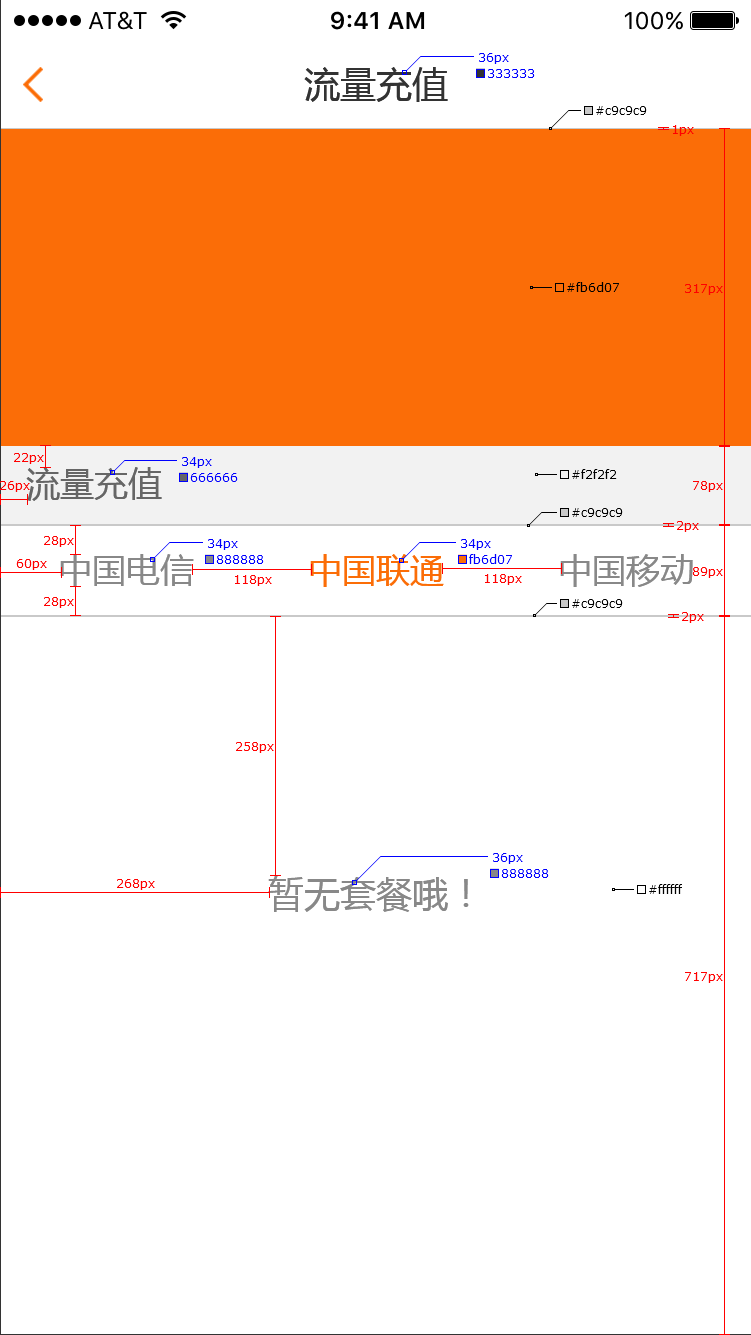 AT&T 9:41 AM 100%
36px
流量充值 333333
#c9c9c9
1px
#fb6d07 317px
22px 34px
流量充值 666666 #f2f2f2
26px 78px
#c9c9c9
2px
28px 34px 34px
888888 fb6d07
60px 中国电信 118px 中国联通 118px 中国移动 89px
28px #c9c9c9
2px
258px
36px
268px 888888
暂无套餐哦！ #ffffff
717px